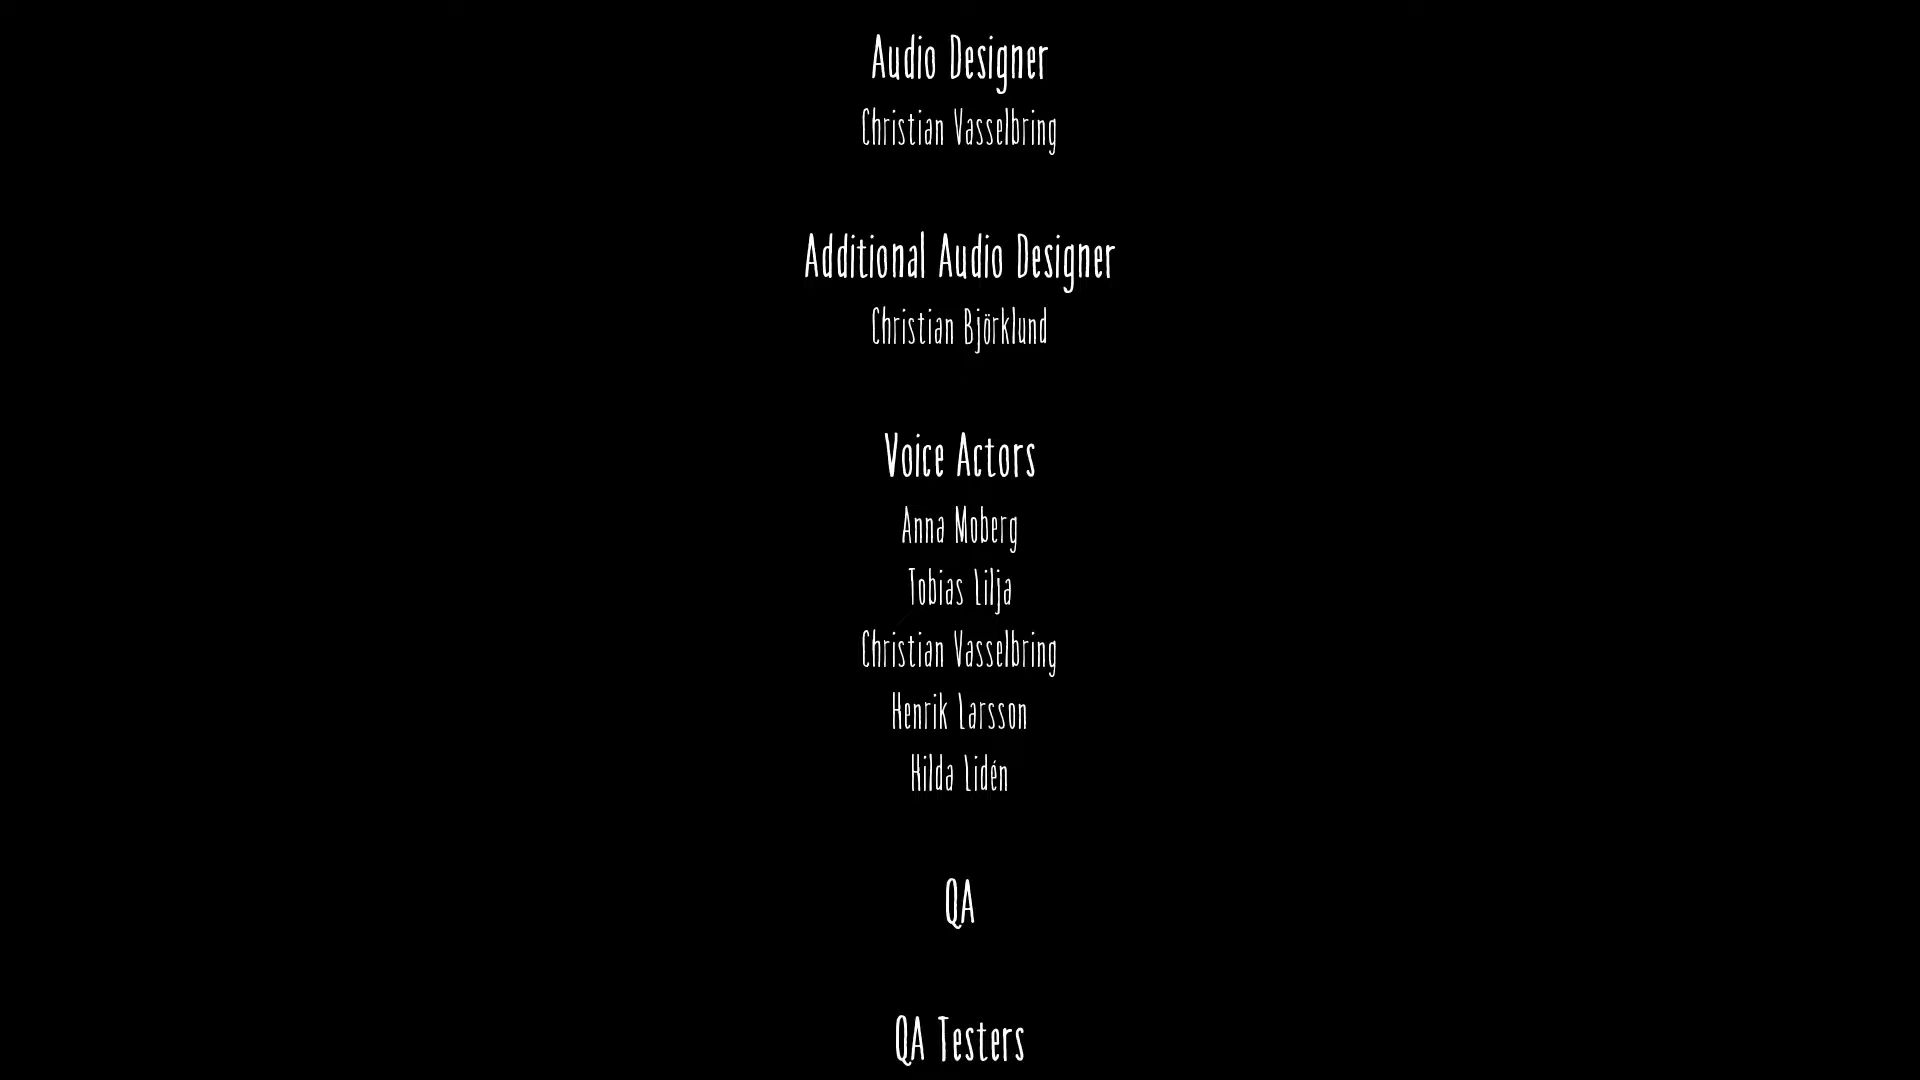 Audio Designer
Christian Vasselbring
Additional Audio Designer
Christian Björklund
Voice Actors
Anna Moberg
Tobias Lilja
Christian Vasselbring
Henrik Larsson
Hilda Lidén
QA
QA Testers